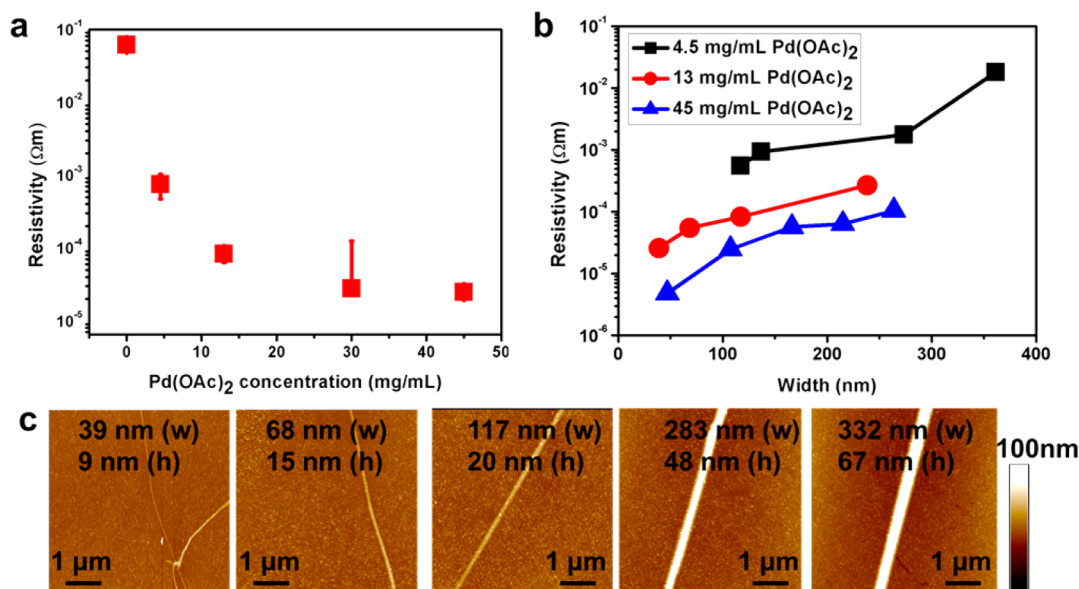 a
10⁻¹
10⁻²
10⁻³
10⁻⁴
10⁻⁵
Resistivity (Ωm)
0 10 20 30 40 50
Pd(OAc)₂ concentration (mg/mL)
b
10⁻¹
10⁻²
10⁻³
10⁻⁴
10⁻⁵
10⁻⁶
Resistivity (Ωm)
4.5 mg/mL Pd(OAc)₂
13 mg/mL Pd(OAc)₂
45 mg/mL Pd(OAc)₂
0 100 200 300 400
Width (nm)
c
39 nm (w)
9 nm (h)
1 μm
68 nm (w)
15 nm (h)
1 μm
117 nm (w)
20 nm (h)
1 μm
283 nm (w)
48 nm (h)
1 μm
332 nm (w)
67 nm (h)
1 μm
100nm